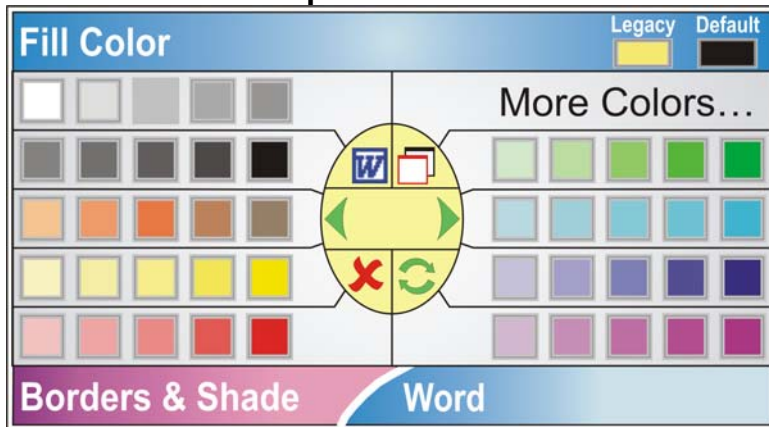 Fill Color
Legacy Default
More Colors...
W
Borders & Shade
Word